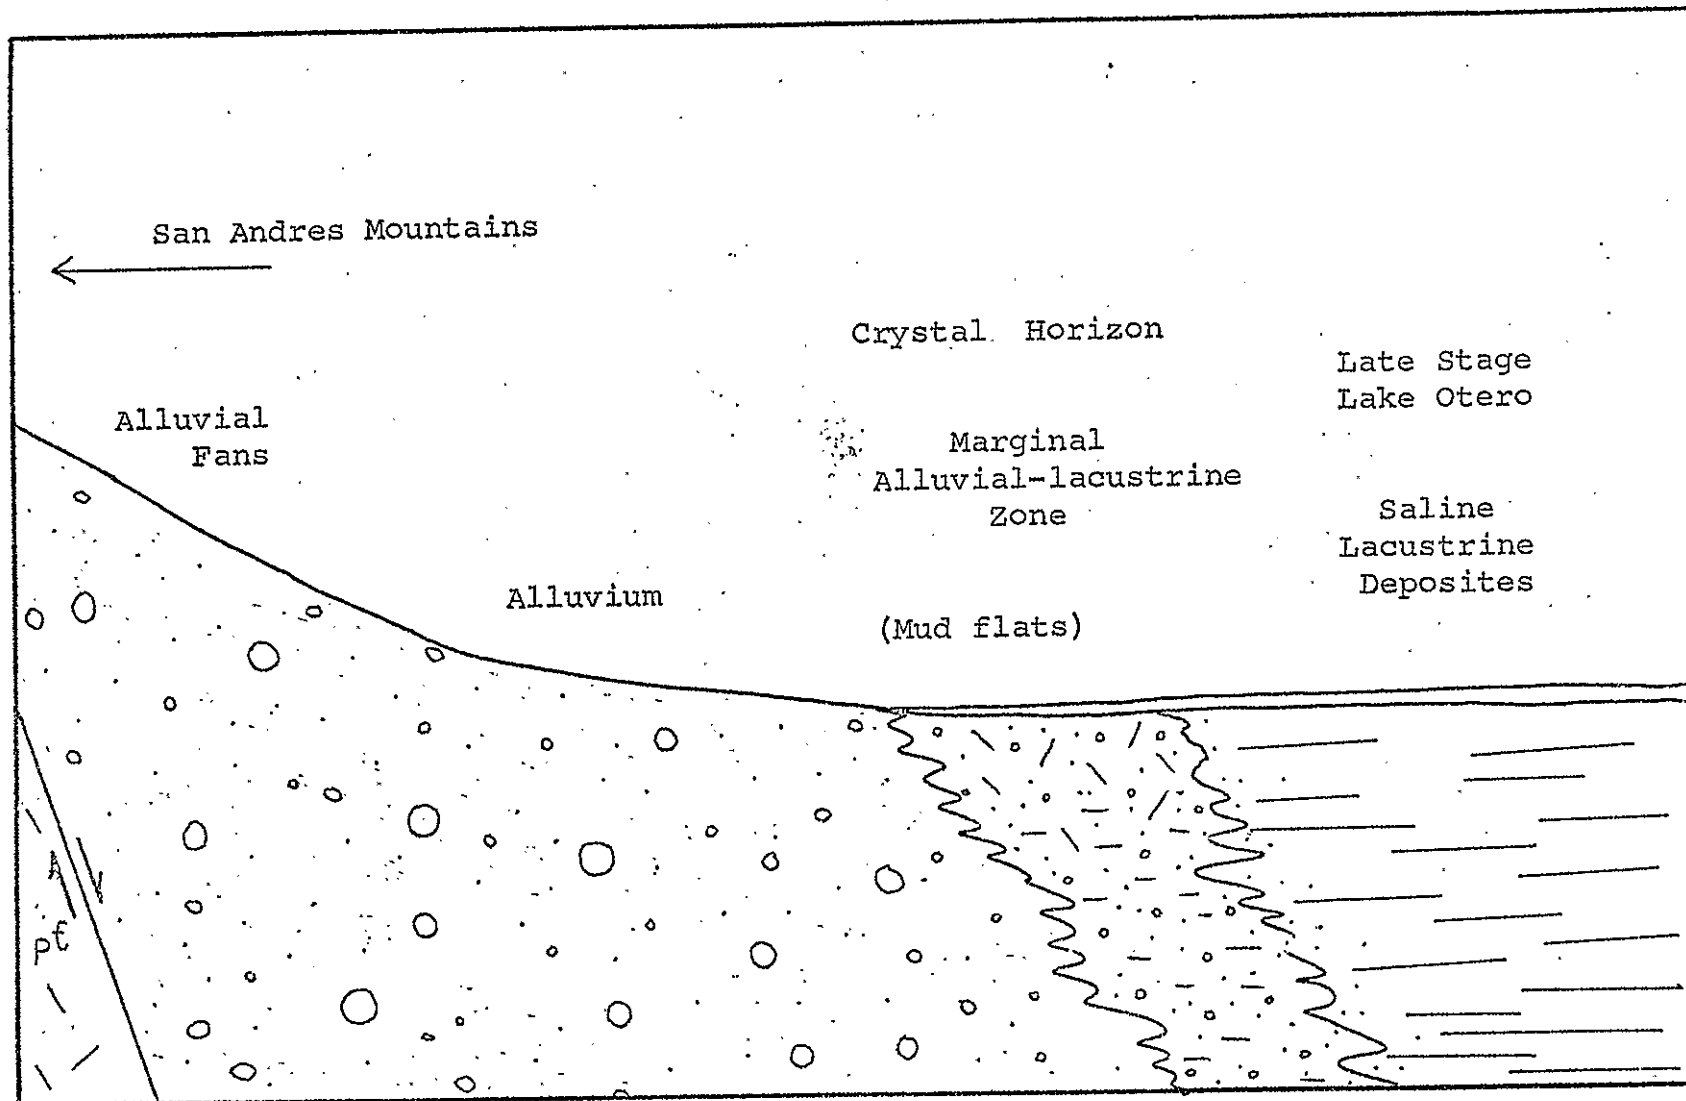 San Andres Mountains
Crystal Horizon
Late Stage
Lake Otero
Alluvial
Fans
Marginal
Alluvial-lacustrine
Zone
Saline
Lacustrine
Deposites
Alluvium
(Mud flats)
p€